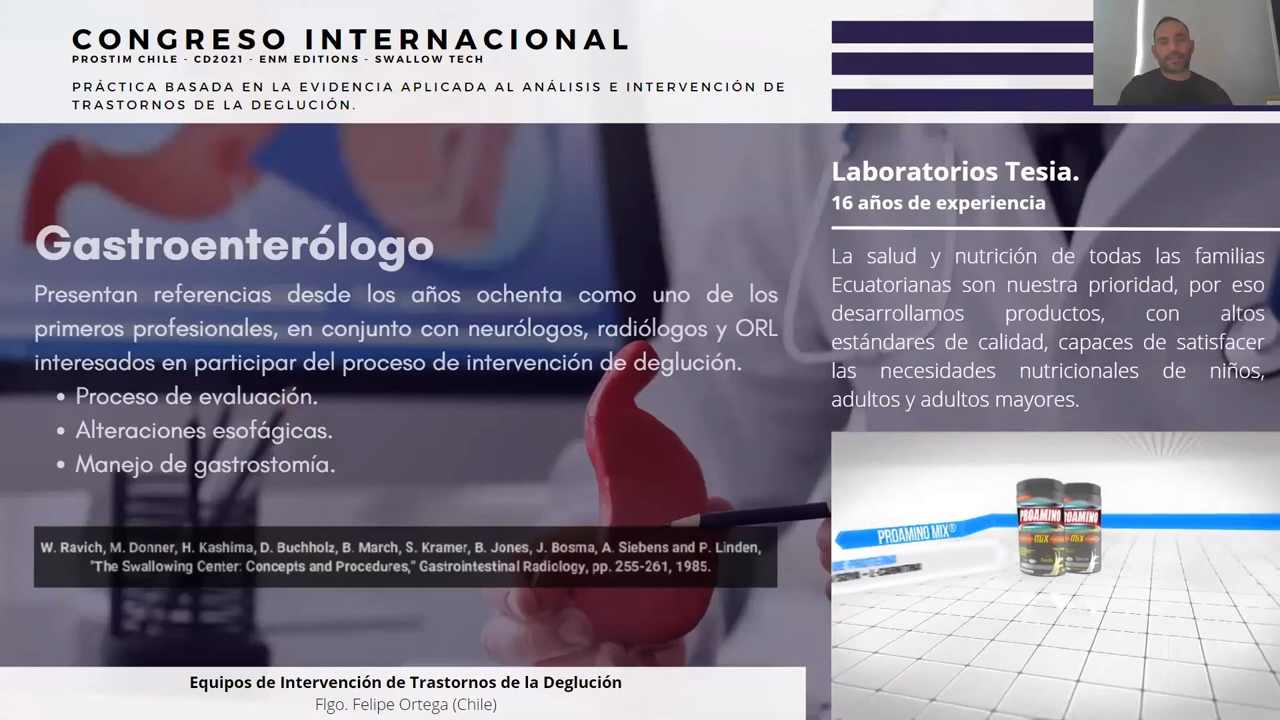 CONGRESO INTERNACIONAL
PROSTIM CHILE - CD2021 - ENM EDITIONS - SWALLOW TECH
PRÁCTICA BASADA EN LA EVIDENCIA APLICADA AL ANÁLISIS E INTERVENCIÓN DE
TRASTORNOS DE LA DEGLUCIÓN.
Gastroenterólogo
Presentan referencias desde los años ochenta como uno de los
primeros profesionales, en conjunto con neurólogos, radiólogos y ORL
interesados en participar del proceso de intervención de deglución.
• Proceso de evaluación.
• Alteraciones esofágicas.
• Manejo de gastrostomía.
W. Ravich, M. Donner, H. Kashima, D. Buchholz, B. March, S. Kramer, B. Jones, J. Bosma, A. Siebens and P. Linden,
"The Swallowing Center: Concepts and Procedures," Gastrointestinal Radiology, pp. 255-261, 1985.
Equipos de Intervención de Trastornos de la Deglución
Flgo. Felipe Ortega (Chile)
Laboratorios Tesia.
16 años de experiencia
La salud y nutrición de todas las familias
Ecuatorianas son nuestra prioridad, por eso
desarrollamos productos, con altos
estándares de calidad, capaces de satisfacer
las necesidades nutricionales de niños,
adultos y adultos mayores.
PROAMINO MIX®
PROAMINO
mix
PROAMINO
mix